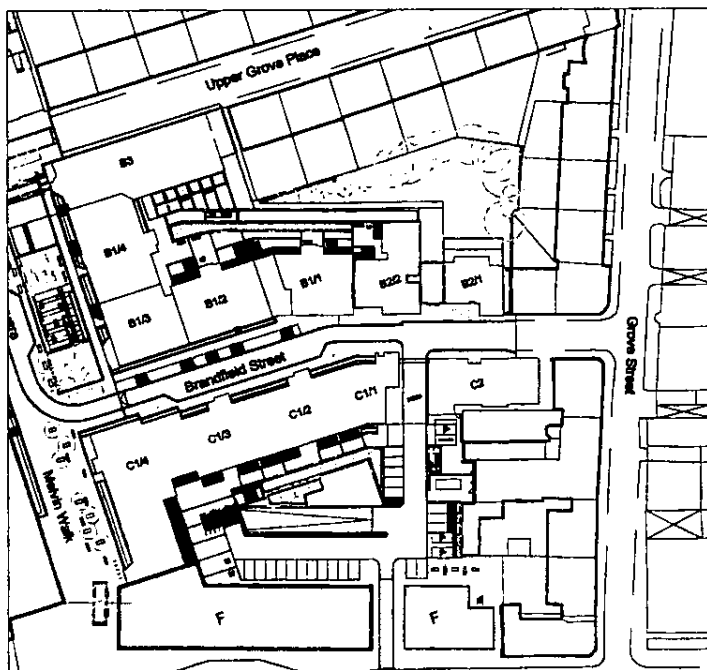 Upper Grove Place
B3
B1/4
B1/1
B2/2
B2/1
B1/2
B1/3
Grove Street
Brandfield Street
C2
C1/1
C1/2
C1/3
C1/4
Melvin Walk
F
F